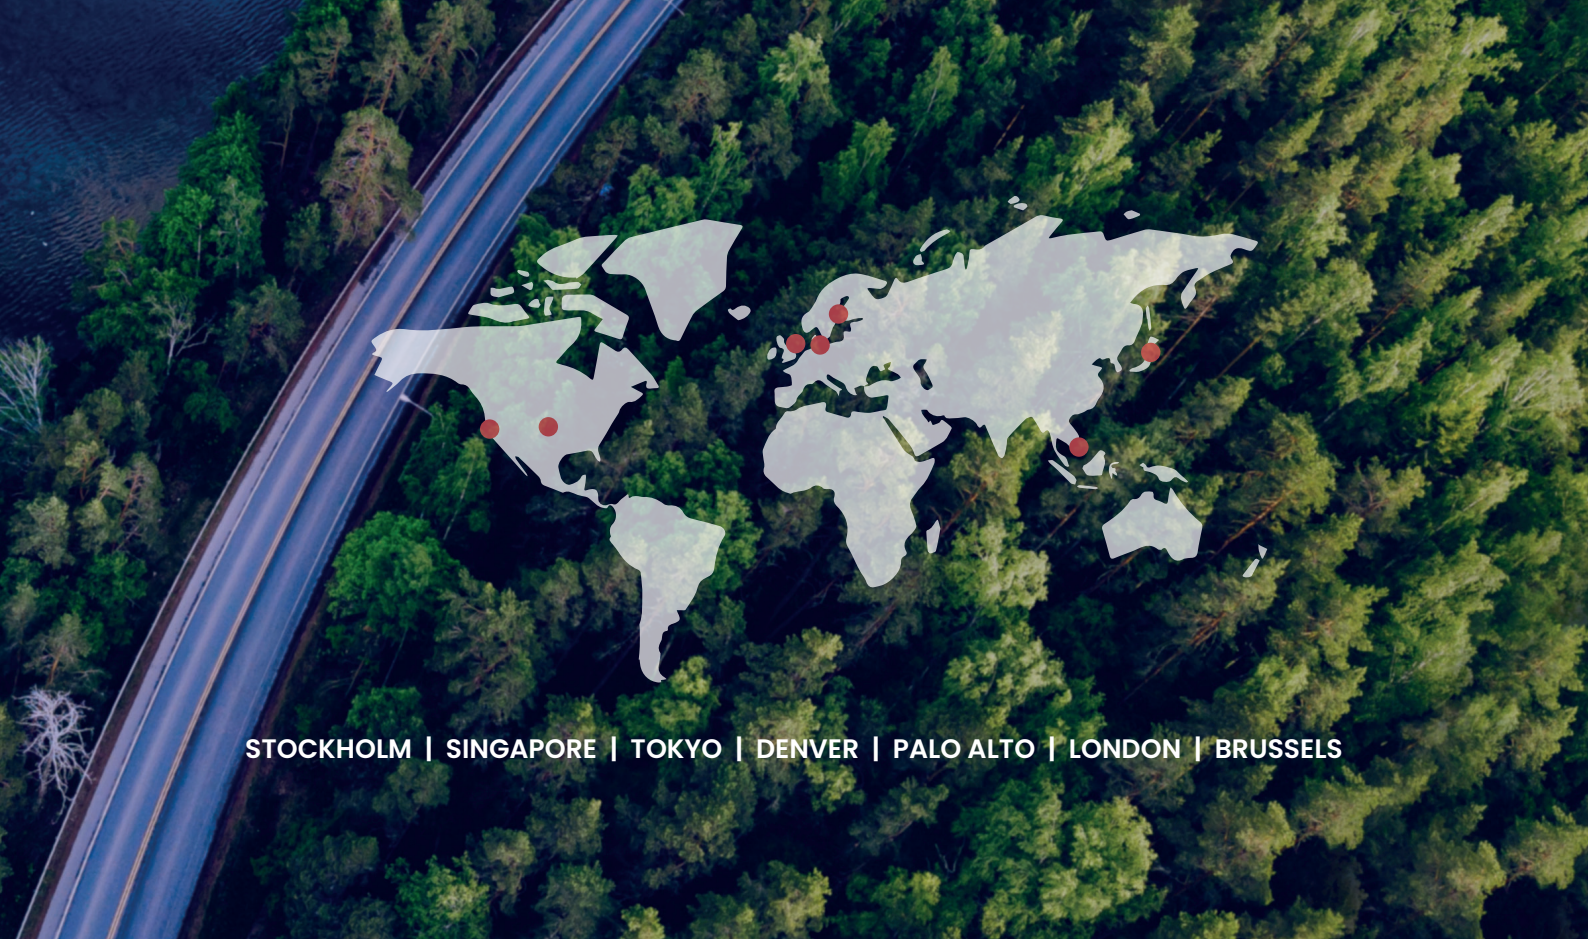 STOCKHOLM | SINGAPORE | TOKYO | DENVER | PALO ALTO | LONDON | BRUSSELS